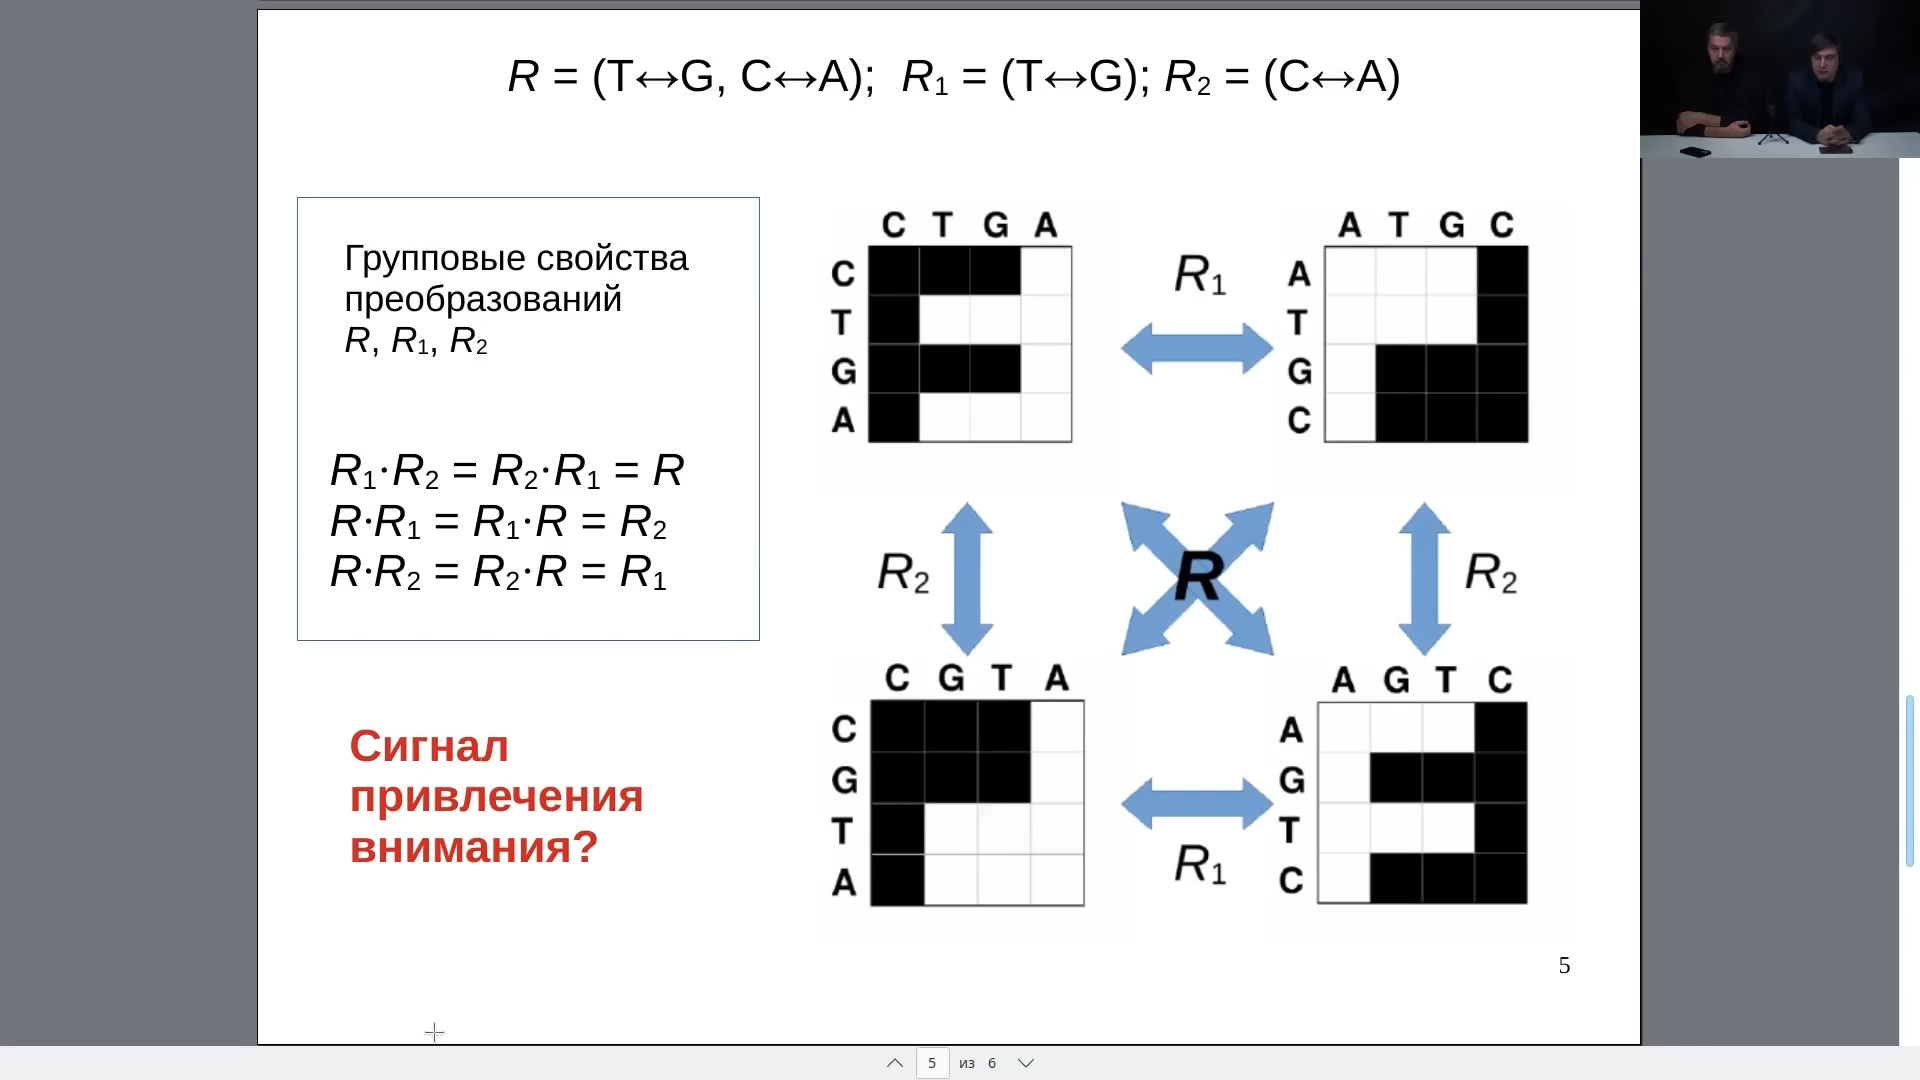 R = (T↔G, C↔A); R₁ = (T↔G); R₂ = (C↔A)
Групповые свойства
преобразований
R, R₁, R₂
R₁·R₂ = R₂·R₁ = R
R·R₁ = R₁·R = R₂
R·R₂ = R₂·R = R₁
Сигнал
привлечения
внимания?
C T G A
C
T
G
A
R₁
A T G C
A
T
G
C
R₂
R
R₂
C G T A
C
G
T
A
R₁
A G T C
A
G
T
C
5
5 из 6